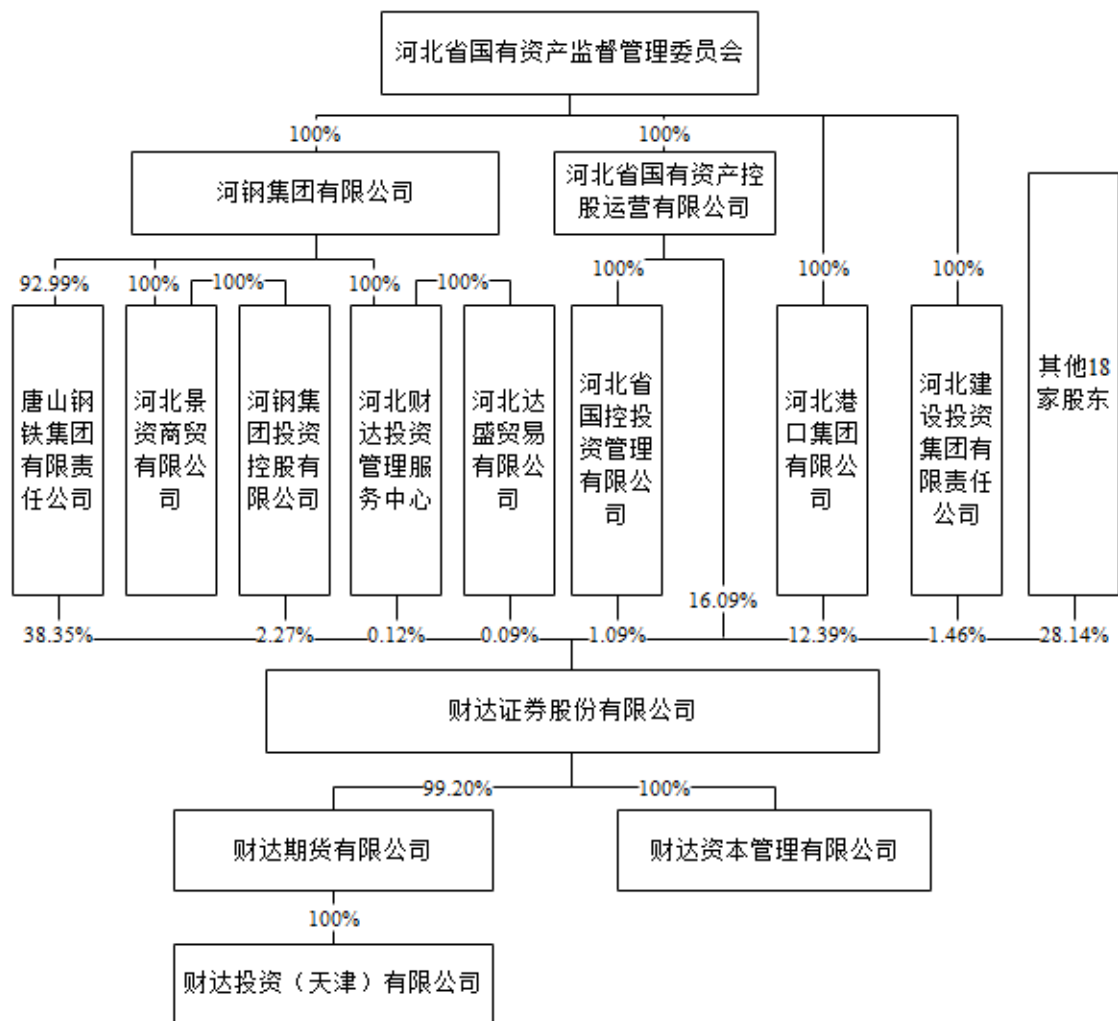 河北省国有资产监督管理委员会
100%
100%
河钢集团有限公司
河北省国有资产控
股运营有限公司
92.99%
100%
100%
100%
100%
100%
100%
100%
唐山钢
铁集团
有限责
任公司
河北景
资商贸
有限公
司
河钢集
团投资
控股有
限公司
河北财
达投资
管理服
务中心
河北达
盛贸易
有限公
司
河北省
国控投
资管理
有限公
司
河北港
口集团
有限公
司
河北建
设投资
集团有
限责任
公司
其他18
家股东
16.09%
38.35%
2.27%
0.12%
0.09%
1.09%
12.39%
1.46%
28.14%
财达证券股份有限公司
99.20%
100%
财达期货有限公司
财达资本管理有限公司
100%
财达投资（天津）有限公司